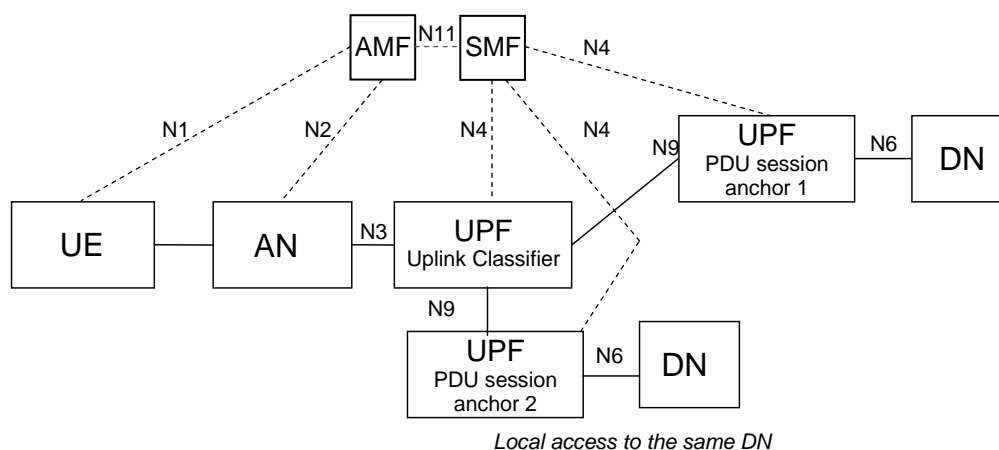 AMF
N11
SMF
N4
N1
N2
N4
N4
UPF
PDU session
anchor 1
N9
N6
DN
UE
AN
N3
UPF
Uplink Classifier
N9
UPF
PDU session
anchor 2
N6
DN
Local access to the same DN